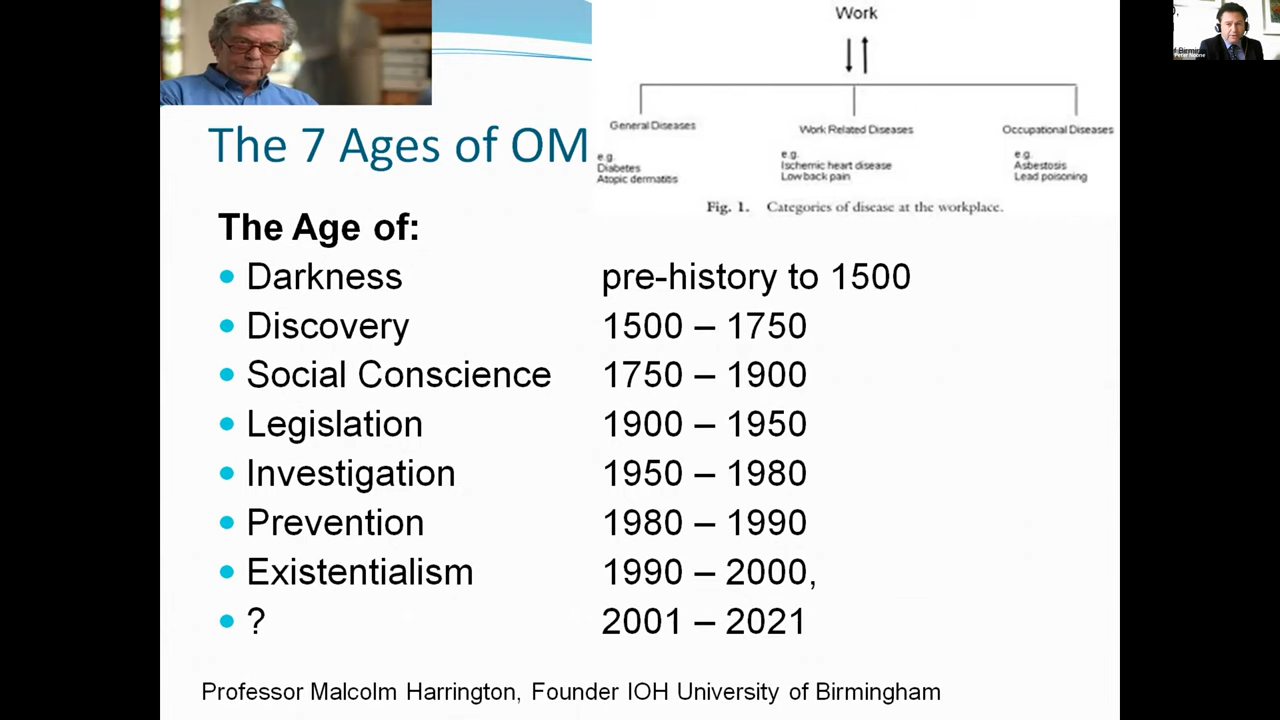 Work
General Diseases
e.g.
Diabetes
Atopic dermatitis
Work Related Diseases
e.g.
Ischemic heart disease
Low back pain
Occupational Diseases
e.g.
Asbestosis
Lead poisoning
Fig. 1. Categories of disease at the workplace.
The 7 Ages of OM
The Age of:
Darkness pre-history to 1500
Discovery 1500 – 1750
Social Conscience 1750 – 1900
Legislation 1900 – 1950
Investigation 1950 – 1980
Prevention 1980 – 1990
Existentialism 1990 – 2000,
? 2001 – 2021
Professor Malcolm Harrington, Founder IOH University of Birmingham